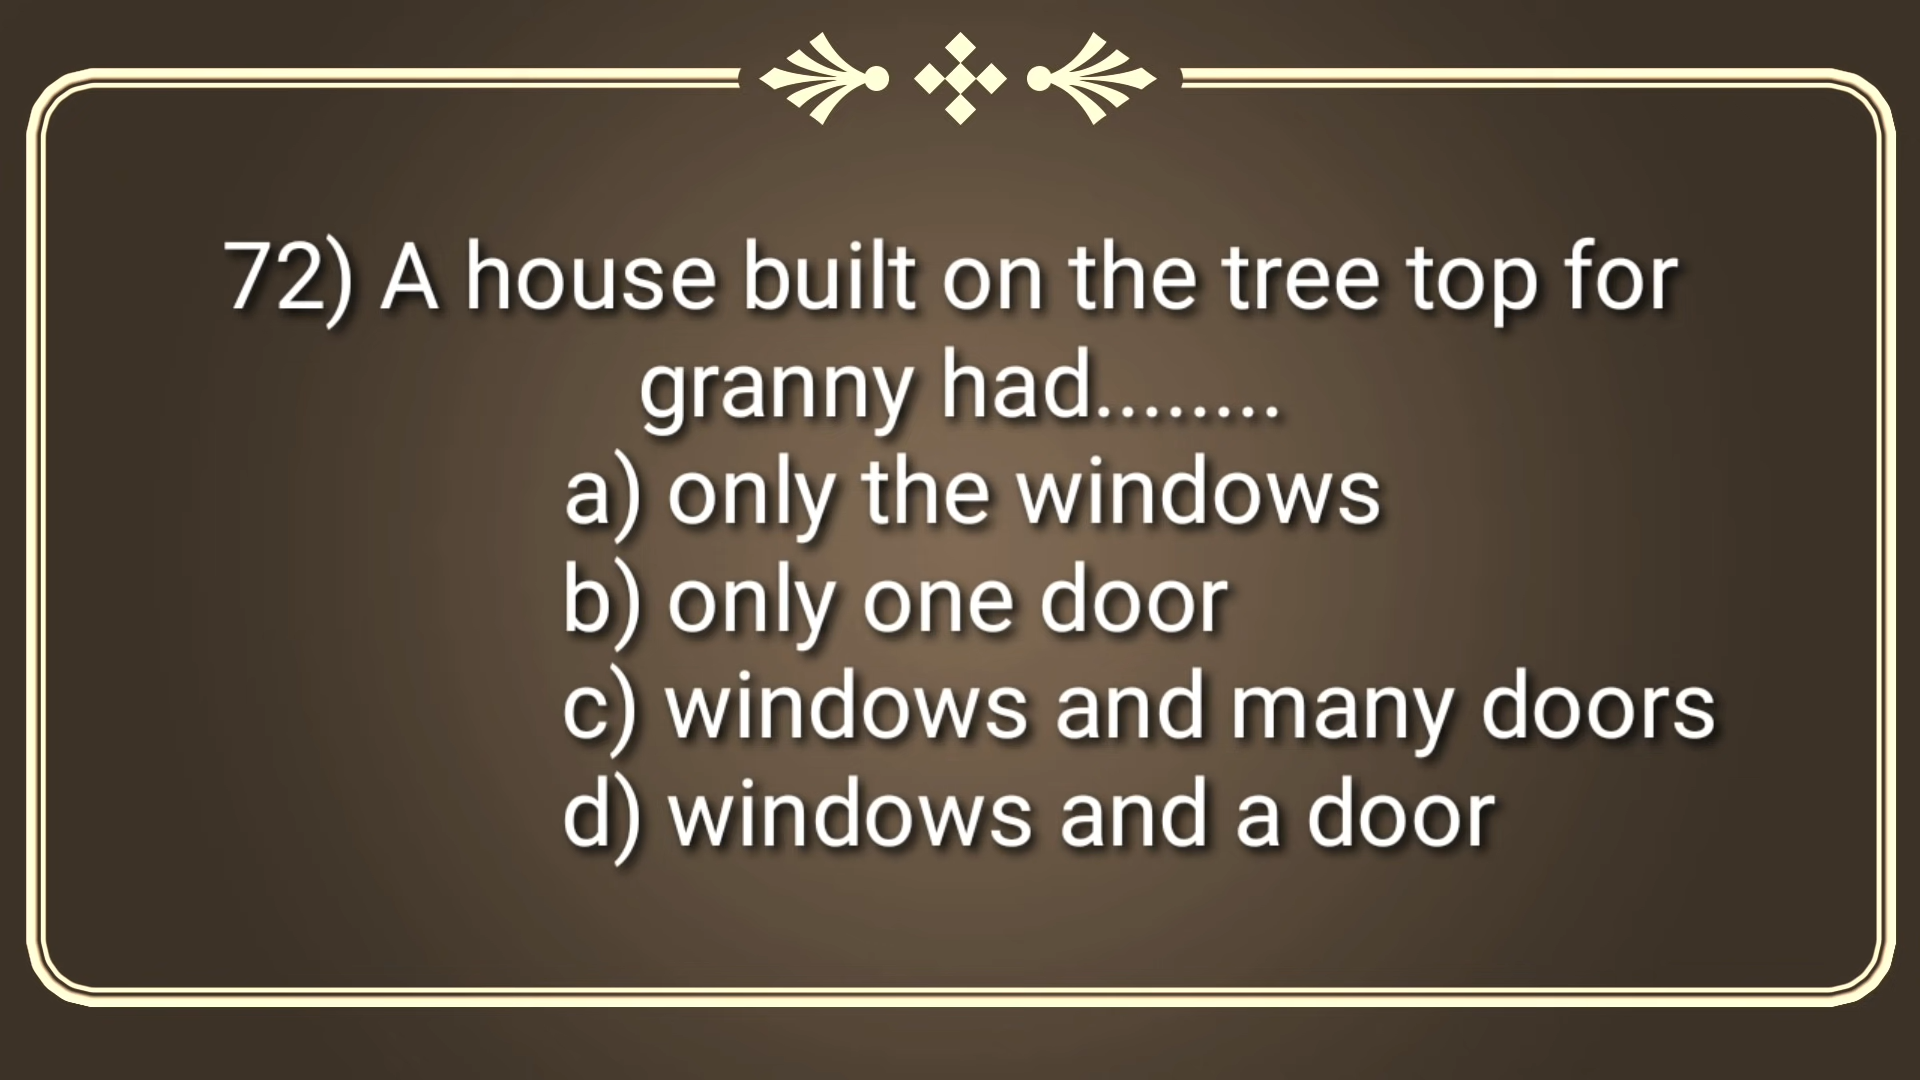 72) A house built on the tree top for
granny had........
a) only the windows
b) only one door
c) windows and many doors
d) windows and a door